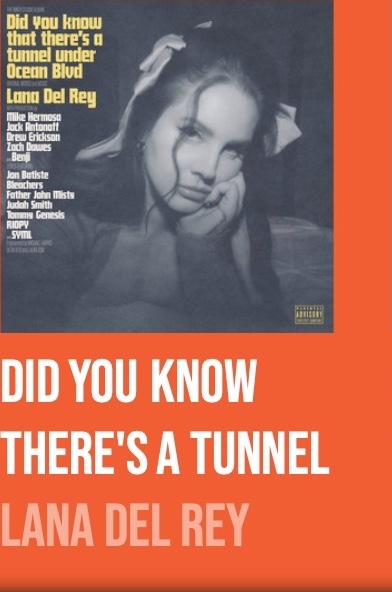 Did you know
that there's a
tunnel under
Ocean Blvd
Lana Del Rey
Mike Hermosa
Jack Antonoff
Drew Erickson
Zach Dawes
Benji
Jon Batiste
Bleachers
Father John Misty
Judah Smith
Tommy Genesis
RIOPY
SYML
PARENTAL
ADVISORY
EXPLICIT CONTENT
DID YOU KNOW
THERE'S A TUNNEL
LANA DEL REY